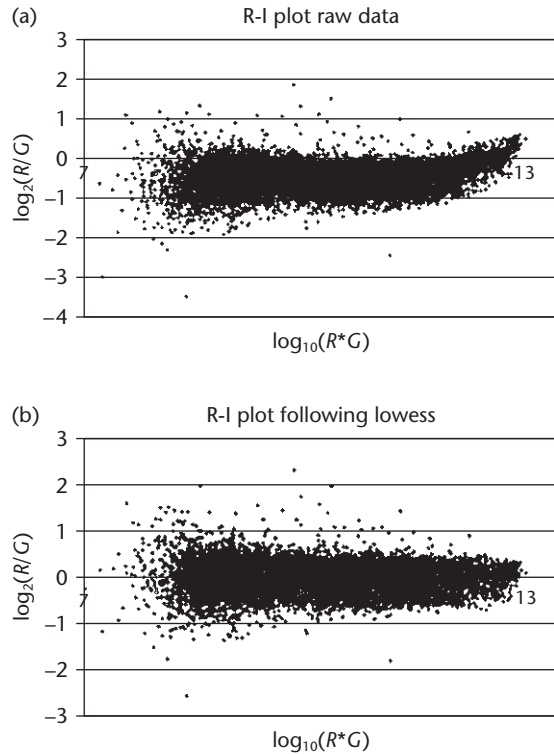 (a)
R-I plot raw data
3
2
1
0
−1
−2
−3
−4
7
13
log₂(R/G)
log₁₀(R*G)
(b)
R-I plot following lowess
3
2
1
0
−1
−2
−3
7
13
log₂(R/G)
log₁₀(R*G)